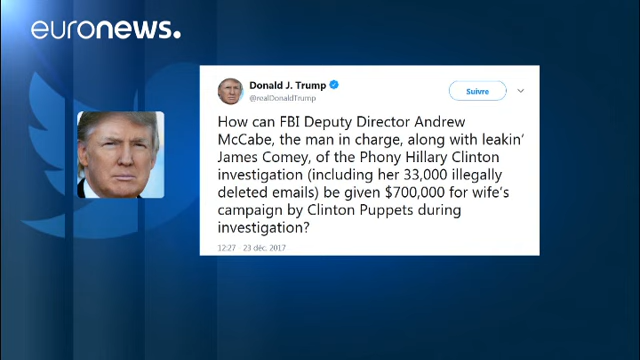 euronews.
Donald J. Trump
@realDonaldTrump
Suivre
How can FBI Deputy Director Andrew
McCabe, the man in charge, along with leakin’
James Comey, of the Phony Hillary Clinton
investigation (including her 33,000 illegally
deleted emails) be given $700,000 for wife’s
campaign by Clinton Puppets during
investigation?
12:27 23 déc. 2017